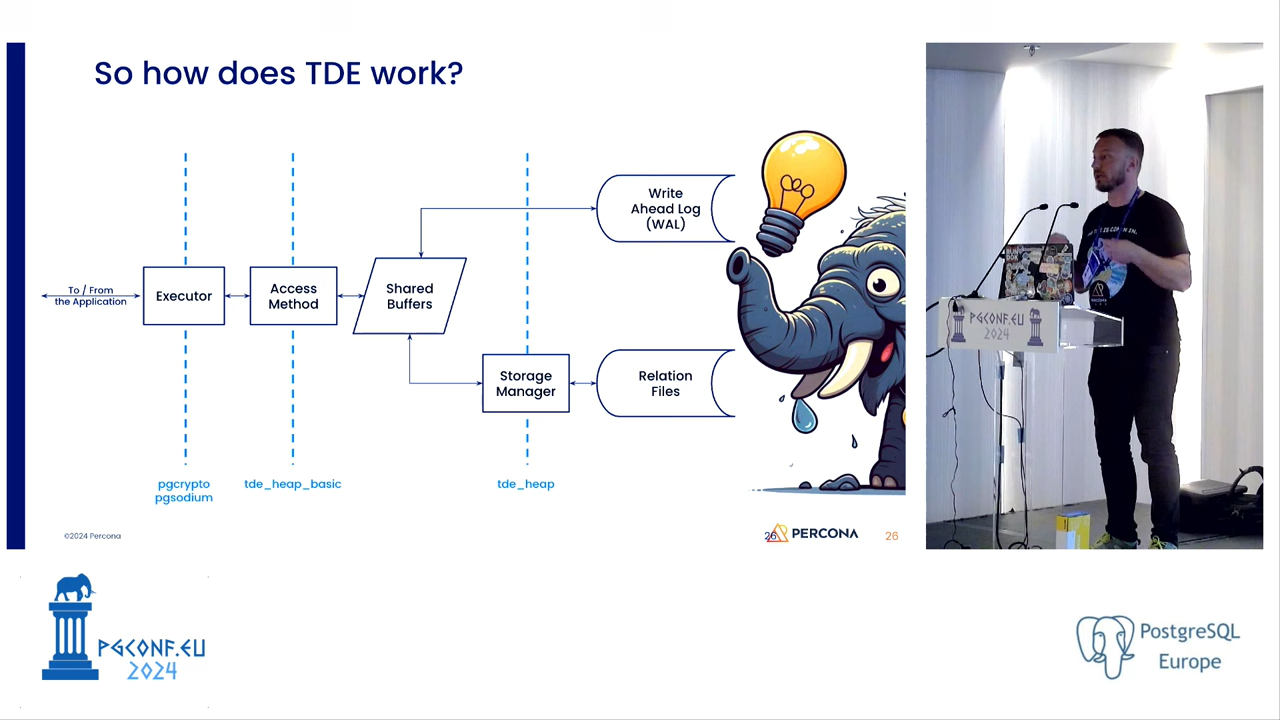 So how does TDE work?
Write
Ahead Log
(WAL)
To / From
the Application
Executor
Access
Method
Shared
Buffers
Storage
Manager
Relation
Files
pgcrypto
pgsodium
tde_heap_basic
tde_heap
©2024 Percona
26
PERCONA
26
PGCONF.EU
2024
PERCONA
PGCONF.EU
2024
PostgreSQL
Europe